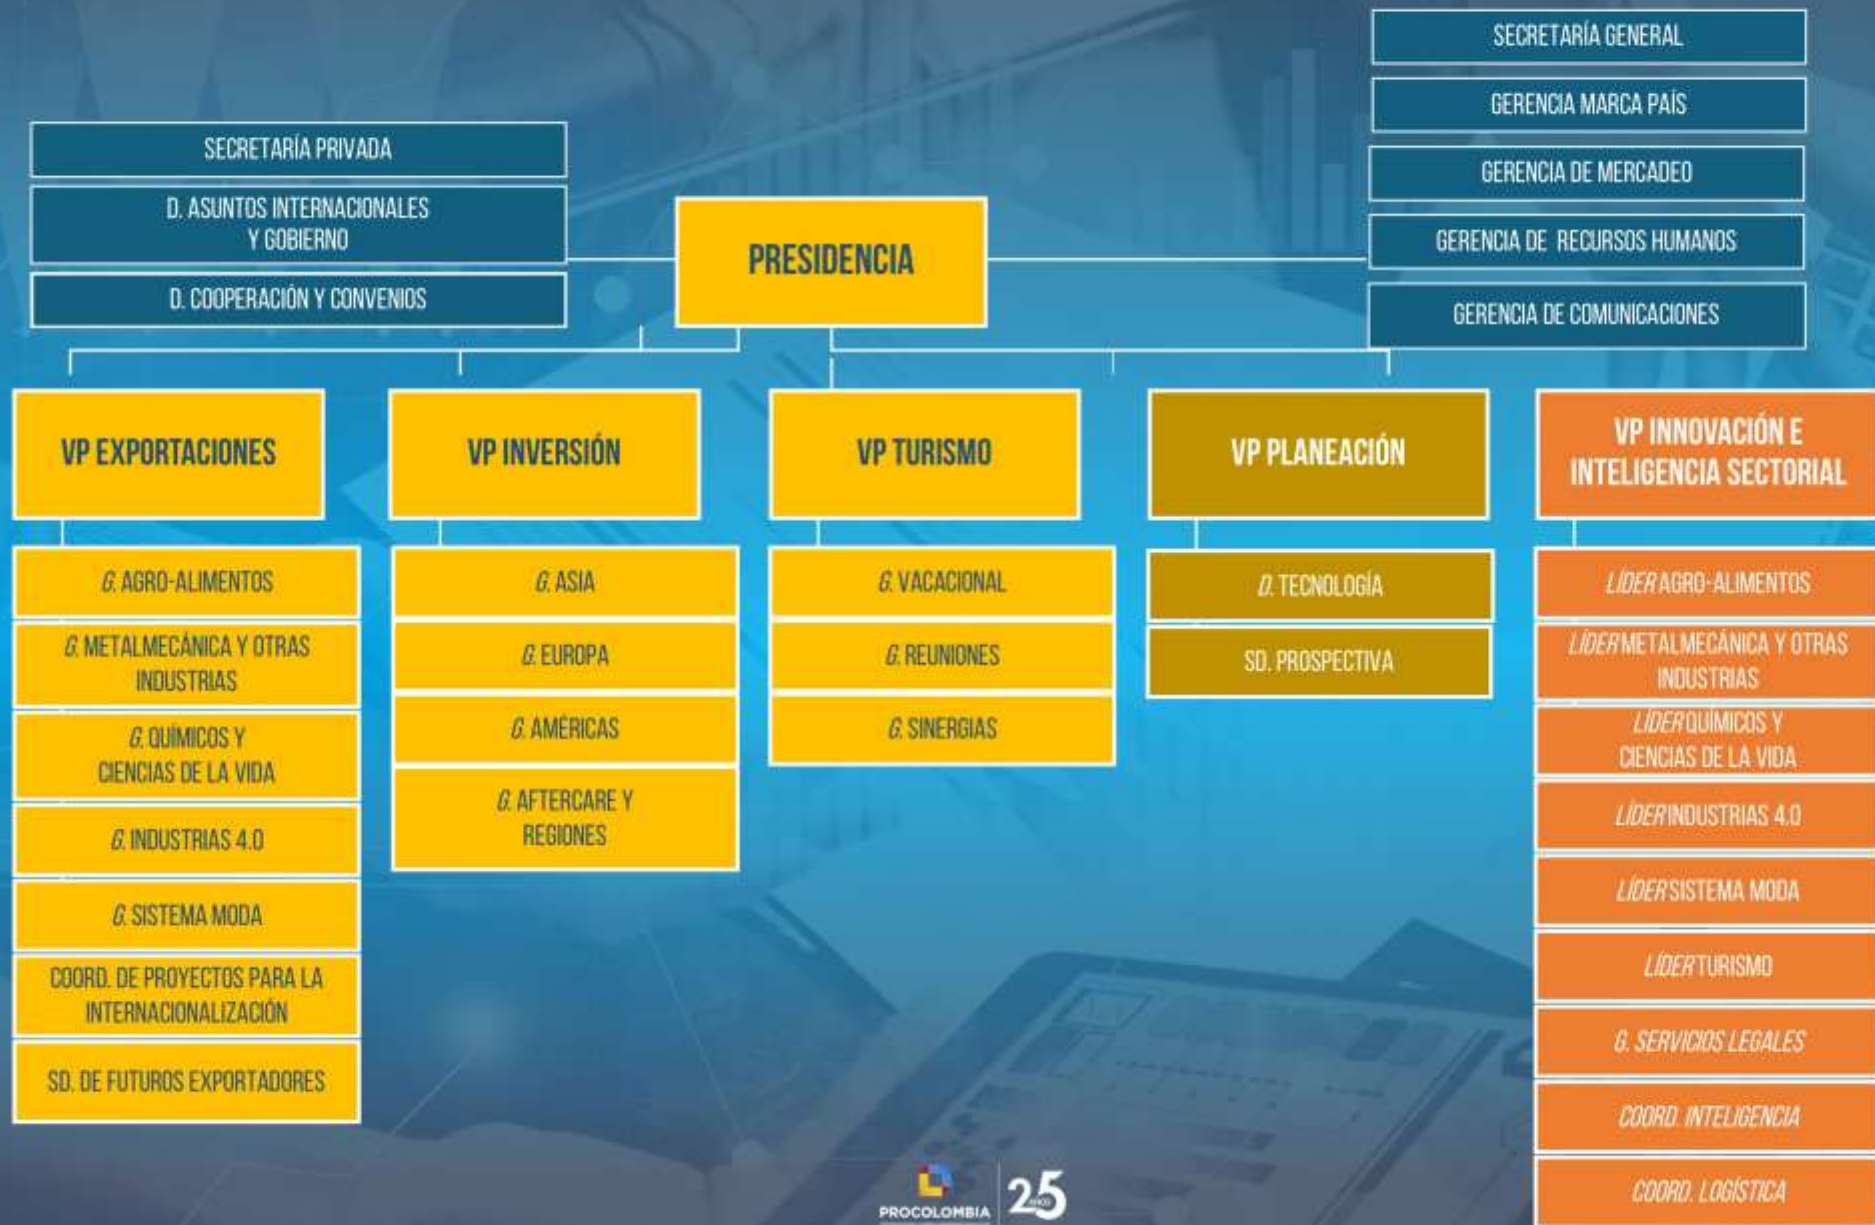 SECRETARÍA GENERAL
GERENCIA MARCA PAÍS
GERENCIA DE MERCADEO
GERENCIA DE RECURSOS HUMANOS
GERENCIA DE COMUNICACIONES
SECRETARÍA PRIVADA
D. ASUNTOS INTERNACIONALES
Y GOBIERNO
D. COOPERACIÓN Y CONVENIOS
PRESIDENCIA
VP EXPORTACIONES
G. AGRO-ALIMENTOS
G. METALMECÁNICA Y OTRAS
INDUSTRIAS
G. QUÍMICOS Y
CIENCIAS DE LA VIDA
G. INDUSTRIAS 4.0
G. SISTEMA MODA
COORD. DE PROYECTOS PARA LA
INTERNACIONALIZACIÓN
SD. DE FUTUROS EXPORTADORES
VP INVERSIÓN
G. ASIA
G. EUROPA
G. AMÉRICAS
G. AFTERCARE Y
REGIONES
VP TURISMO
G. VACACIONAL
G. REUNIONES
G. SINERGIAS
VP PLANEACIÓN
D. TECNOLOGÍA
SD. PROSPECTIVA
VP INNOVACIÓN E
INTELIGENCIA SECTORIAL
LÍDER AGRO-ALIMENTOS
LÍDER METALMECÁNICA Y OTRAS
INDUSTRIAS
LÍDER QUÍMICOS Y
CIENCIAS DE LA VIDA
LÍDER INDUSTRIAS 4.0
LÍDER SISTEMA MODA
LÍDER TURISMO
G. SERVICIOS LEGALES
COORD. INTELIGENCIA
COORD. LOGÍSTICA
PROCOLOMBIA
25
AÑOS